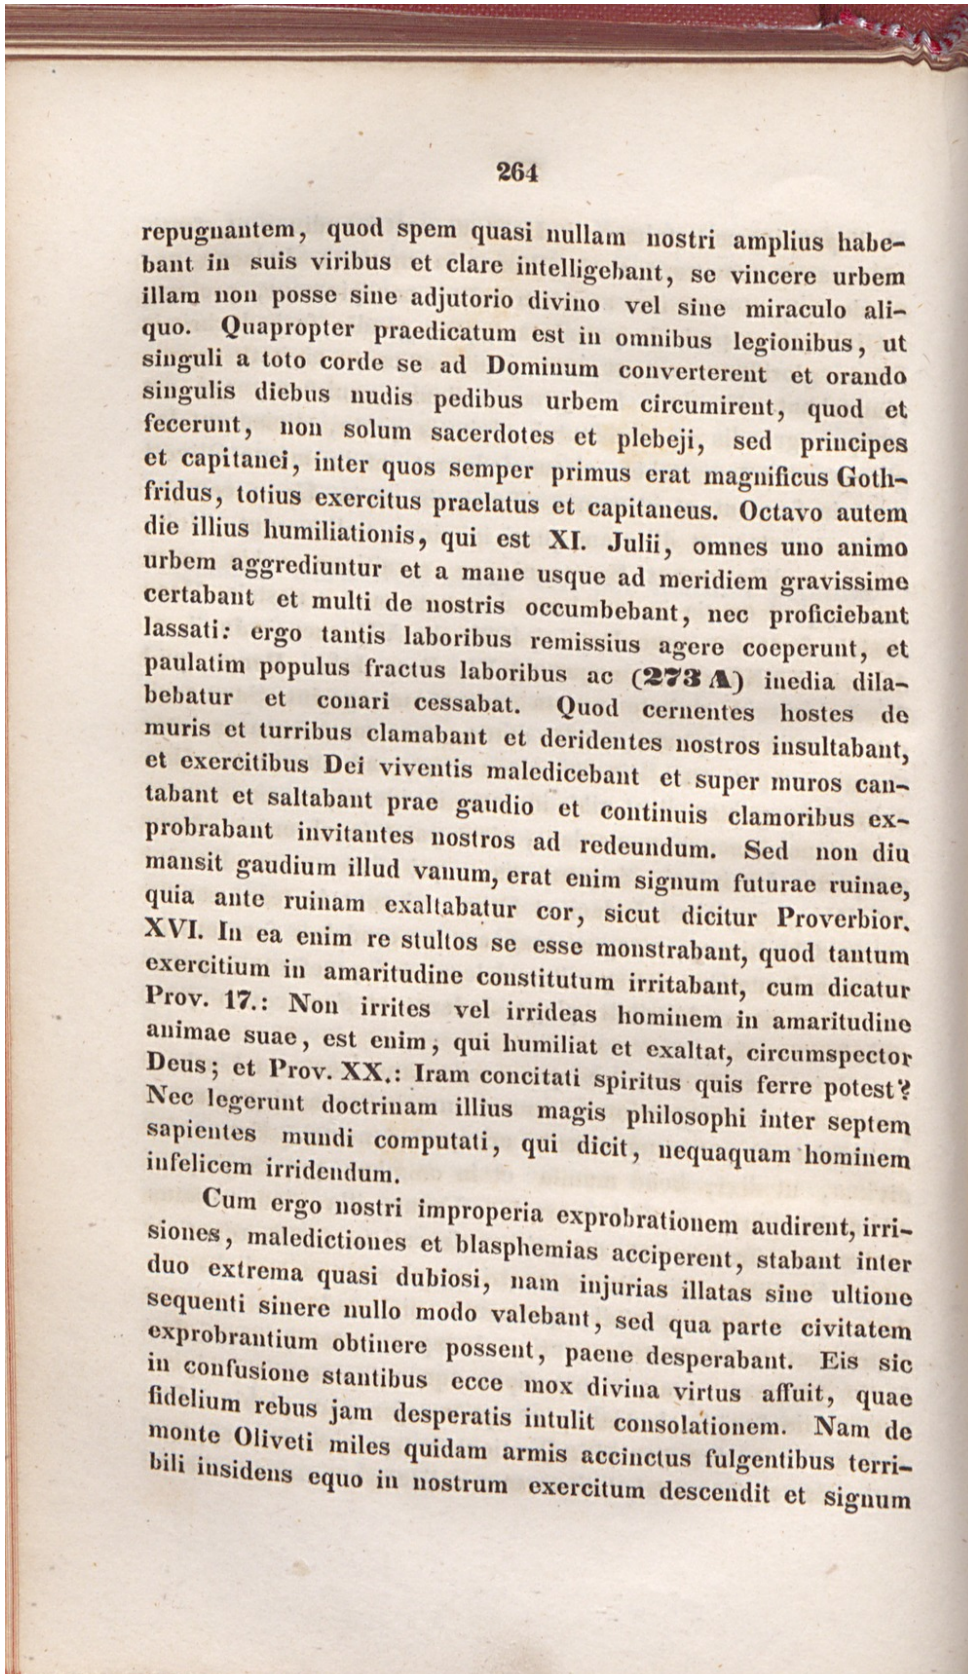 264
repugnantem, quod spem quasi nullam nostri amplius habe-
bant in suis viribus et clare intelligebant, se vincere urbem
illam non posse sine adjutorio divino vel sine miraculo ali-
quo. Quapropter praedicatum est in omnibus legionibus, ut
singuli a toto corde se ad Dominum converterent et orando
singulis diebus nudis pedibus urbem circumirent, quod et
fecerunt, non solum sacerdotes et plebeji, sed principes
et capitanei, inter quos semper primus erat magnificus Goth-
fridus, totius exercitus praelatus et capitaneus. Octavo autem
die illius humiliationis, qui est XI. Julii, omnes uno animo
urbem aggrediuntur et a mane usque ad meridiem gravissime
certabant et multi de nostris occumbebant, nec proficiebant
lassati: ergo tantis laboribus remissius agere coeperunt, et
paulatim populus fractus laboribus ac (273 A) inedia dila-
bebatur et conari cessabat. Quod cernentes hostes de
muris et turribus clamabant et deridentes nostros insultabant,
et exercitibus Dei viventis maledicebant et super muros can-
tabant et saltabant prae gaudio et continuis clamoribus ex-
probrabant invitantes nostros ad redeundum. Sed non diu
mansit gaudium illud vanum, erat enim signum futurae ruinae,
quia ante ruinam exaltabatur cor, sicut dicitur Proverbior.
XVI. In ea enim re stultos se esse monstrabant, quod tantum
exercitium in amaritudine constitutum irritabant, cum dicatur
Prov. 17.: Non irrites vel irrideas hominem in amaritudine
animae suae, est enim, qui humiliat et exaltat, circumspector
Deus; et Prov. XX.: Iram concitati spiritus quis ferre potest?
Nec legerunt doctrinam illius magis philosophi inter septem
sapientes mundi computati, qui dicit, nequaquam hominem
infelicem irridendum.
Cum ergo nostri improperia exprobrationem audirent, irri-
siones, maledictiones et blasphemias acciperent, stabant inter
duo extrema quasi dubiosi, nam injurias illatas sine ultione
sequenti sinere nullo modo valebant, sed qua parte civitatem
exprobrantium obtinere possent, paene desperabant. Eis sic
in confusione stantibus ecce mox divina virtus affuit, quae
fidelium rebus jam desperatis intulit consolationem. Nam de
monte Oliveti miles quidam armis accinctus fulgentibus terri-
bili insidens equo in nostrum exercitum descendit et signum